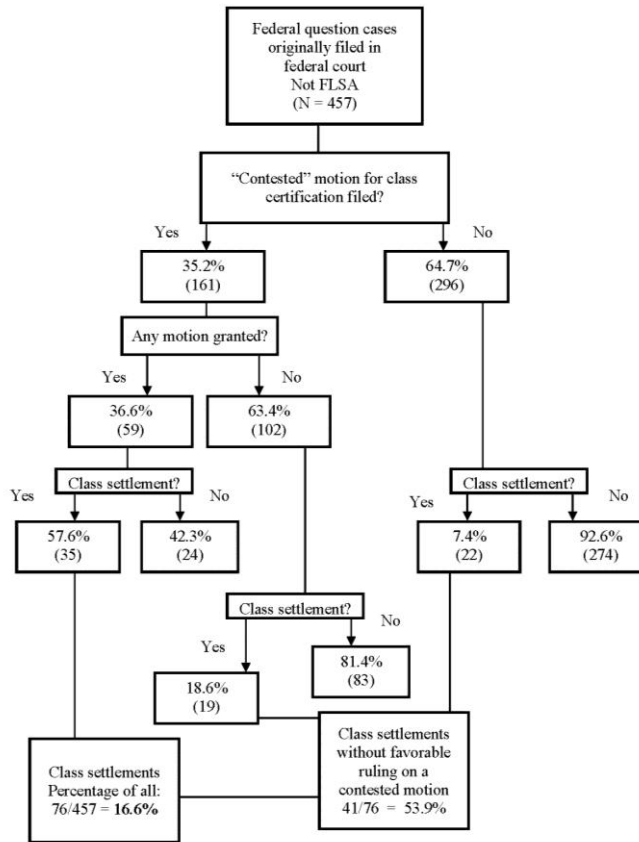 Federal question cases
originally filed in
federal court
Not FLSA
(N = 457)
“Contested” motion for class
certification filed?
Yes
No
35.2%
(161)
64.7%
(296)
Any motion granted?
Yes
No
36.6%
(59)
63.4%
(102)
Class settlement?
Yes
No
57.6%
(35)
42.3%
(24)
Class settlement?
Yes
No
7.4%
(22)
92.6%
(274)
Class settlement?
Yes
No
18.6%
(19)
81.4%
(83)
Class settlements
Percentage of all:
76/457 = 16.6%
Class settlements
without favorable
ruling on a
contested motion
41/76 = 53.9%